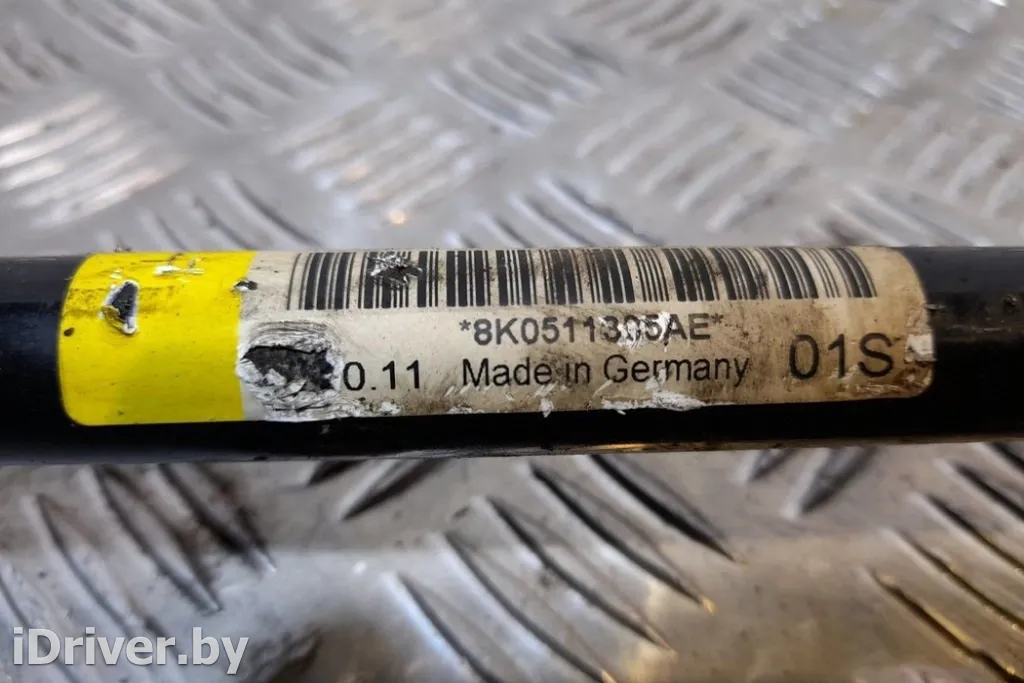 *8K0511305AE*
0.11 Made in Germany 01S
iDriver.by